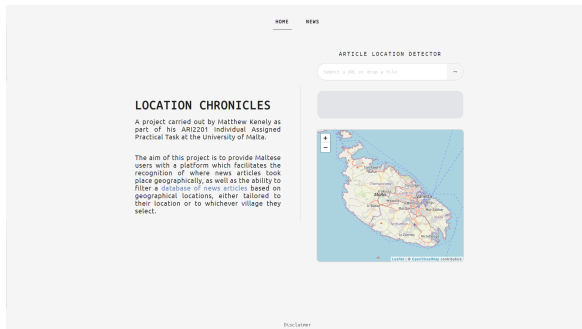 HOME NEWS
ARTICLE LOCATION DETECTOR
Submit a URL or drop a file
LOCATION CHRONICLES
A project carried out by Matthew Kenely as
part of his ARI2201 Individual Assigned
Practical Task at the University of Malta.
The aim of this project is to provide Maltese
users with a platform which facilitates the
recognition of where news articles took
place geographically, as well as the ability to
filter a database of news articles based on
geographical locations, either tailored to
their location or to whichever village they
select.
+
−
Malta
Leaflet | © OpenStreetMap contributors
Disclaimer